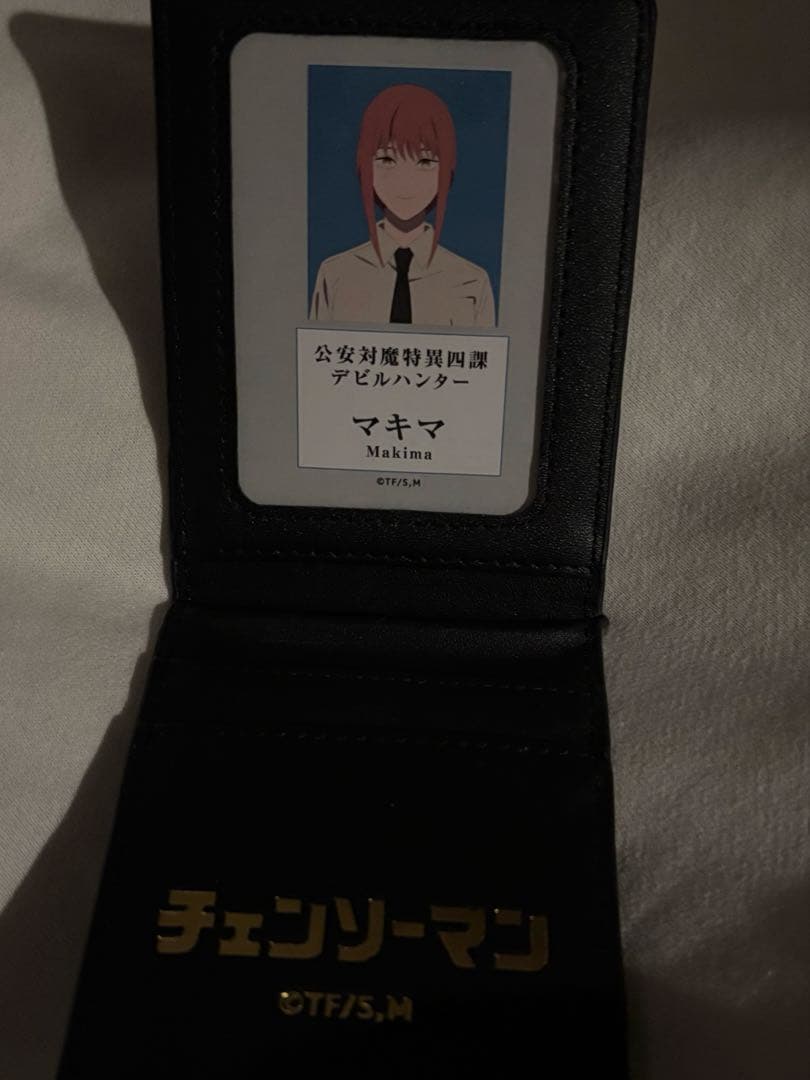 公安対魔特異四課
デビルハンター
マキマ
Makima
©TF/S,M
チェンソーマン
©TF/S,M